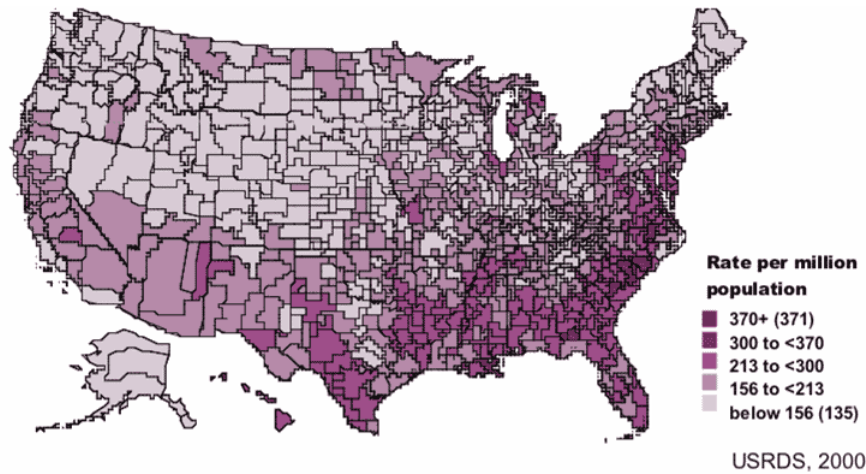 Rate per million
population
370+ (371)
300 to <370
213 to <300
156 to <213
below 156 (135)
USRDS, 2000